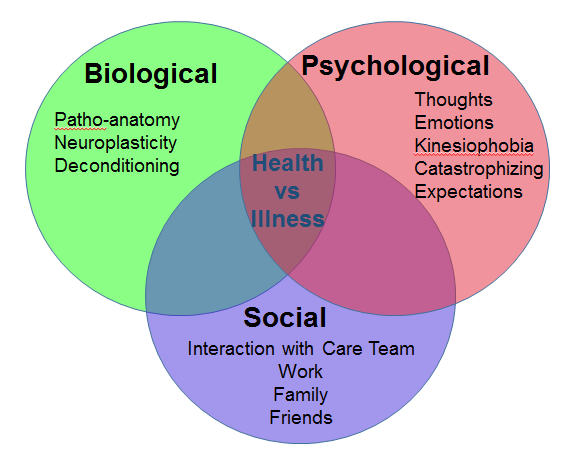 Biological
Patho-anatomy
Neuroplasticity
Deconditioning
Psychological
Thoughts
Emotions
Kinesiophobia
Catastrophizing
Expectations
Health
vs
Illness
Social
Interaction with Care Team
Work
Family
Friends